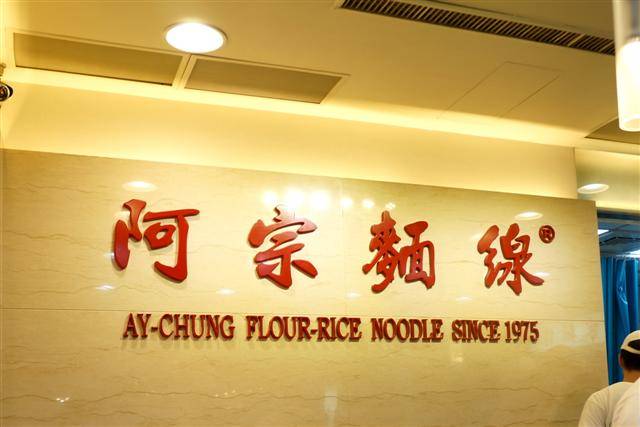 阿宗麵線®
AY-CHUNG FLOUR-RICE NOODLE SINCE 1975